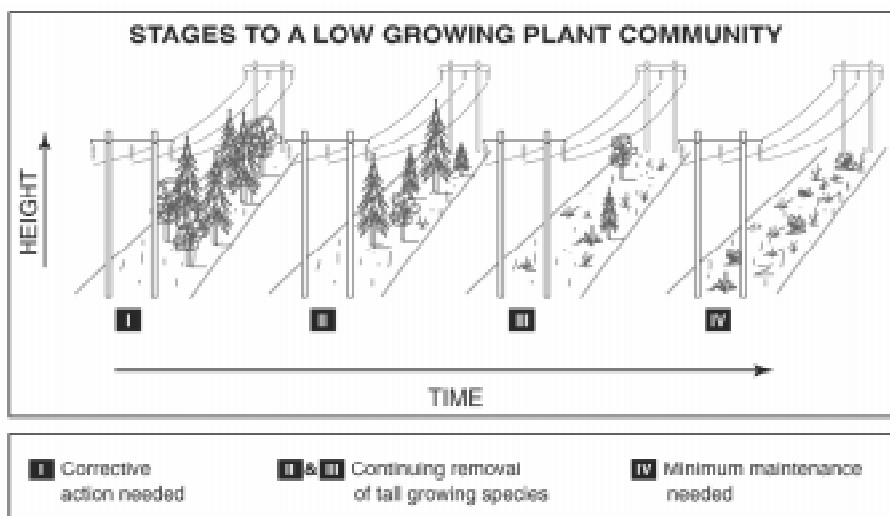 STAGES TO A LOW GROWING PLANT COMMUNITY
HEIGHT
I
II
III
IV
TIME
I Corrective
action needed
II & III Continuing removal
of tall growing species
IV Minimum maintenance
needed